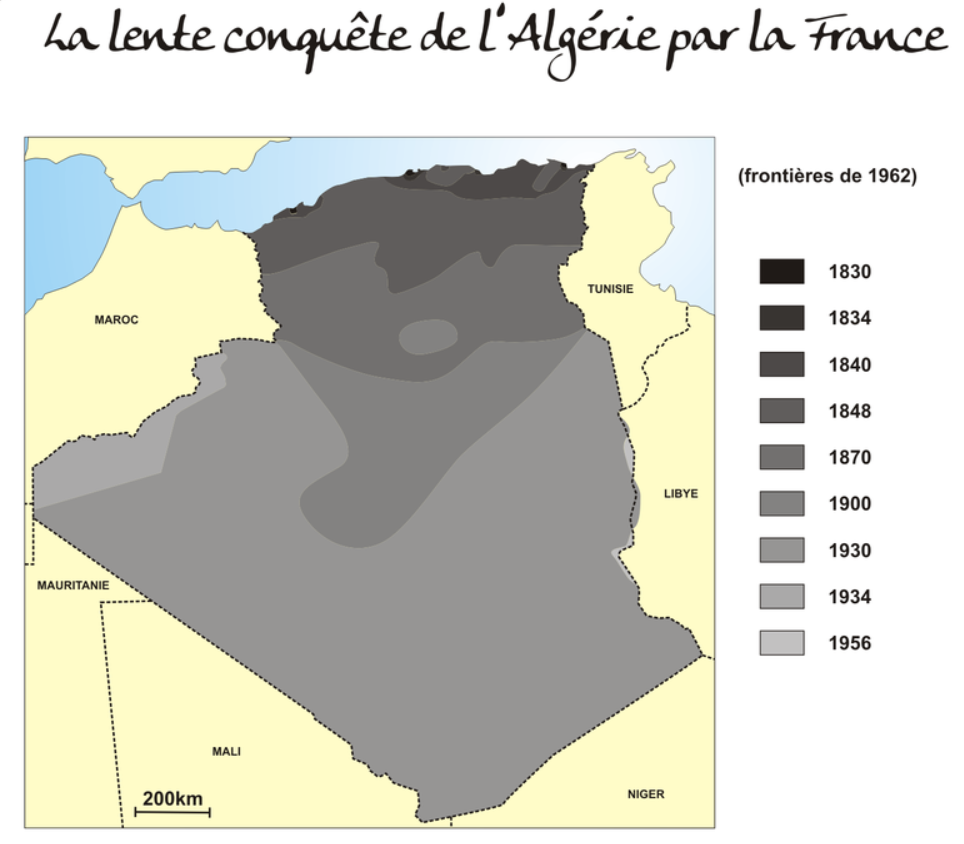 La lente conquête de l'Algérie par la France
(frontières de 1962)
1830
1834
1840
1848
1870
1900
1930
1934
1956
TUNISIE
MAROC
LIBYE
MAURITANIE
MALI
NIGER
200km